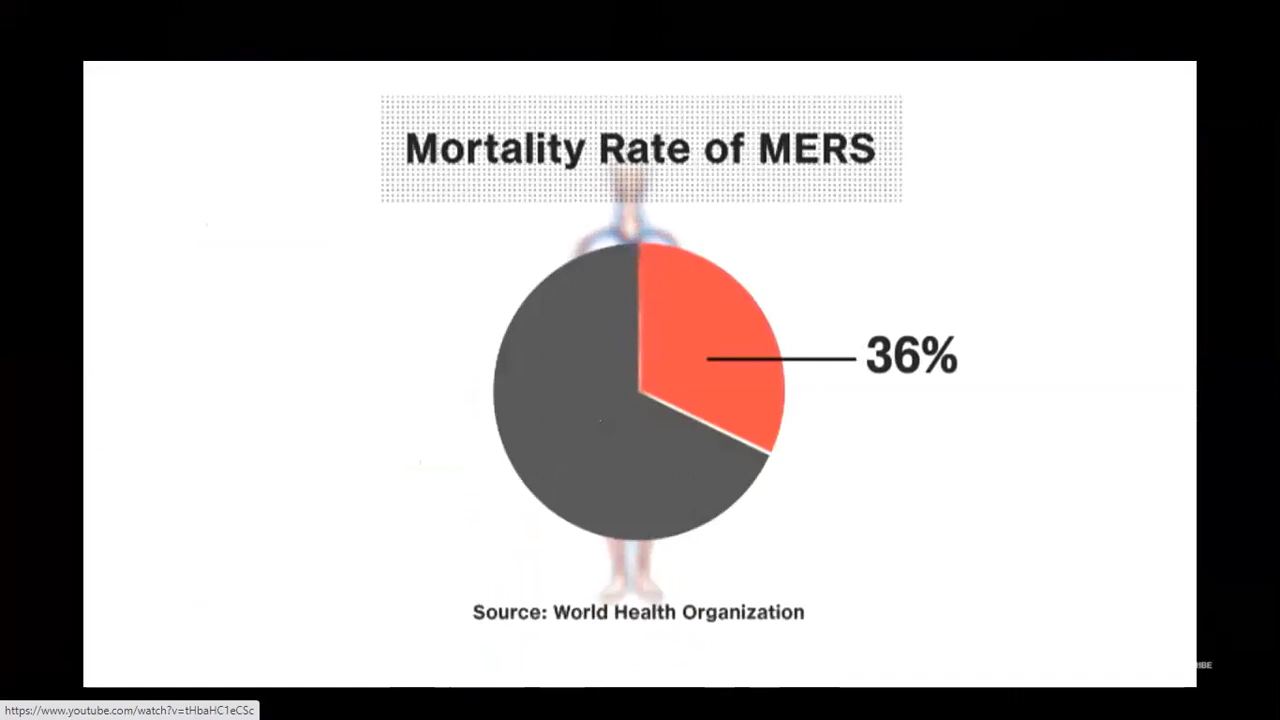 Mortality Rate of MERS
36%
Source: World Health Organization
https://www.youtube.com/watch?v=tHbaHC1eCSc